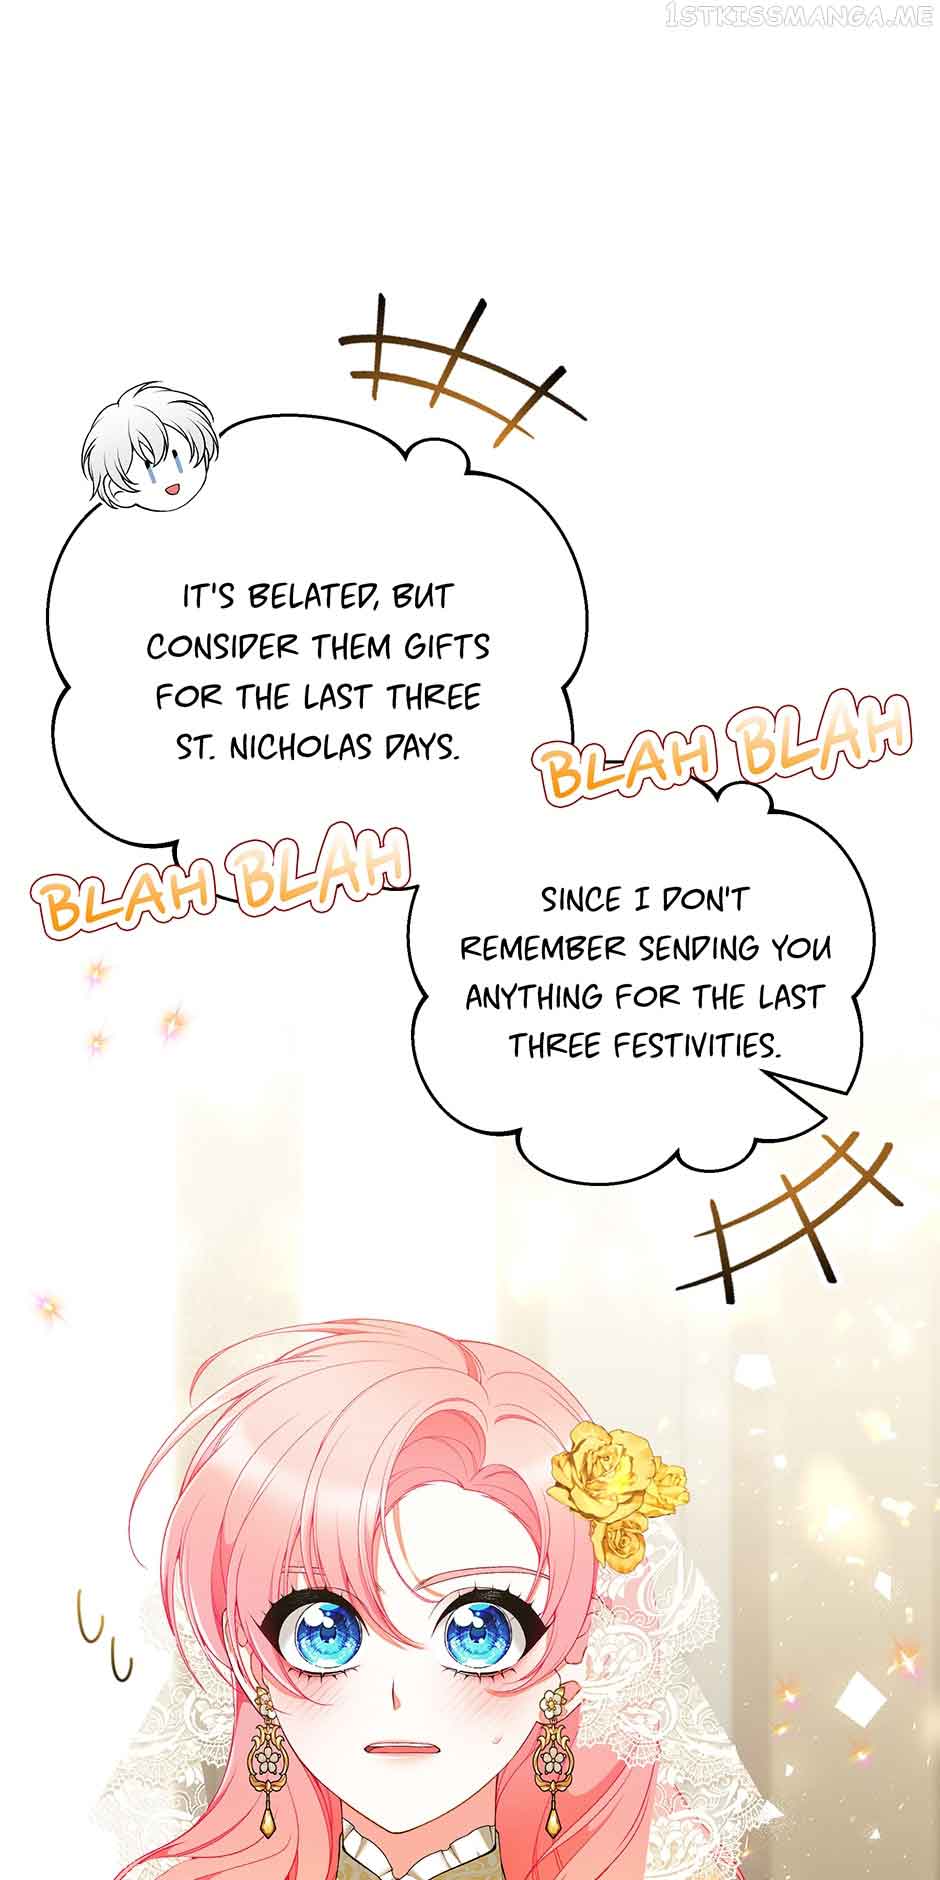 1STKISSMANGA.ME
IT'S BELATED, BUT
CONSIDER THEM GIFTS
FOR THE LAST THREE
ST. NICHOLAS DAYS.
BLAH BLAH
BLAH BLAH
SINCE I DON'T
REMEMBER SENDING YOU
ANYTHING FOR THE LAST
THREE FESTIVITIES.